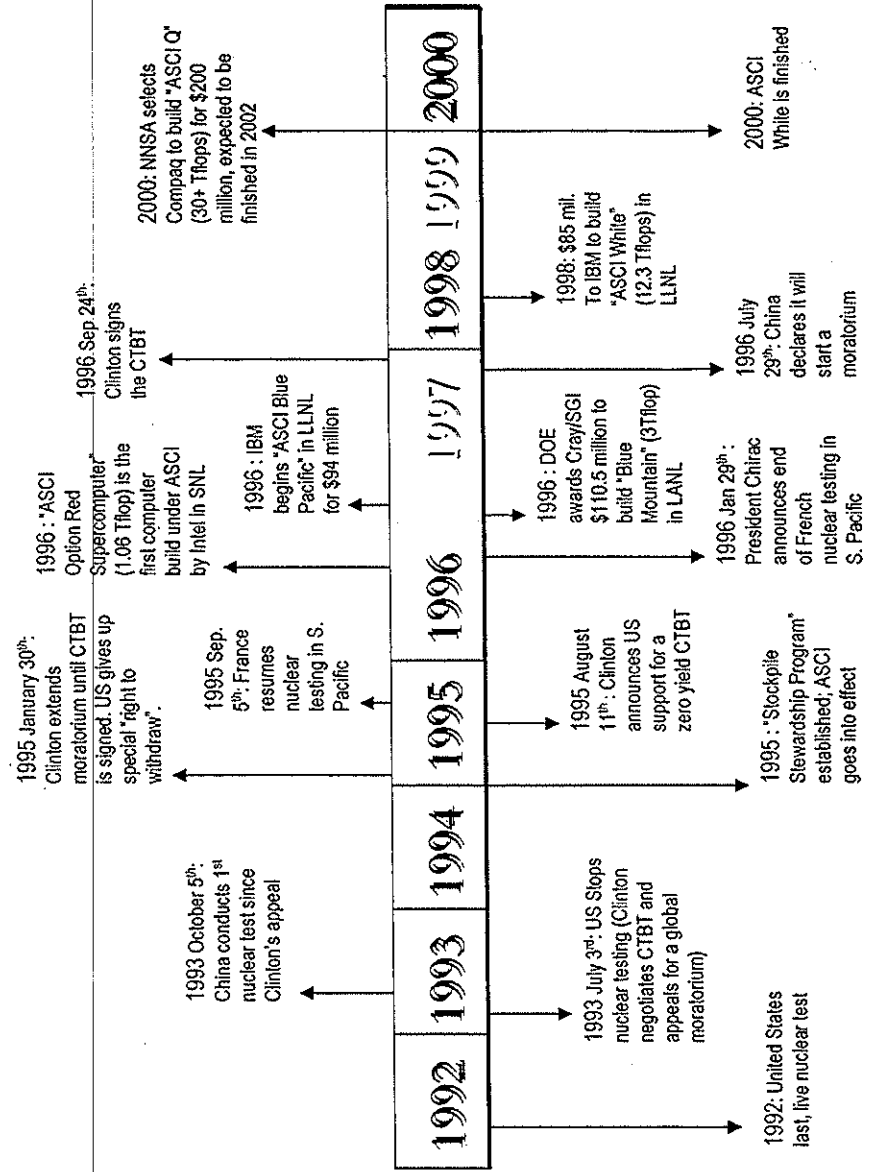 1995 January 30th:
Clinton extends
moratorium until CTBT
is signed. US gives up
special "right to
withdraw".
1996 : "ASCI
Option Red
Supercomputer"
(1.06 Tflop) is the
first computer
build under ASCI
by Intel in SNL
1996 Sep 24th:
Clinton signs
the CTBT
2000: NNSA selects
Compaq to build "ASCI Q"
(30+ Tflops) for $200
million, expected to be
finished in 2002
1993 October 5th:
China conducts 1st
nuclear test since
Clinton's appeal
1995 Sep.
5th: France
resumes
nuclear
testing in S.
Pacific
1996 : IBM
begins "ASCI Blue
Pacific" in LLNL
for $94 million
1992 1993 1994 1995 1996 1997 1998 1999 2000
1993 July 3rd: US Stops
nuclear testing (Clinton
negotiates CTBT and
appeals for a global
moratorium)
1995 August
11th: Clinton
announces US
support for a
zero yield CTBT
1996 : DOE
awards Cray/SGI
$110.5 million to
build "Blue
Mountain" (3Tflop)
in LANL
1998: $85 mil.
To IBM to build
"ASCI White"
(12.3 Tflops) in
LLNL
1992: United States
last, live nuclear test
1995 : "Stockpile
Stewardship Program"
established; ASCI
goes into effect
1996 Jan 29th :
President Chirac
announces end
of French
nuclear testing in
S. Pacific
1996 July
29th: China
declares it will
start a
moratorium
2000: ASCI
White is finished